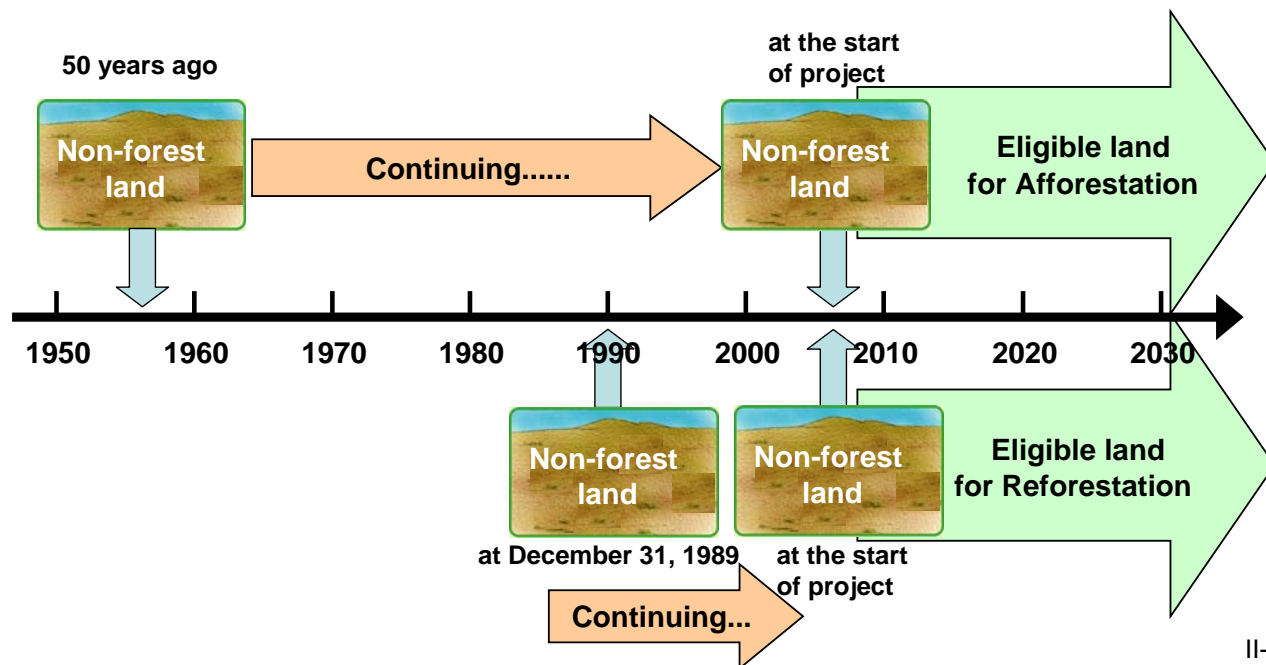 50 years ago
at the start
of project
Non-forest
land
Continuing......
Non-forest
land
Eligible land
for Afforestation
1950
1960
1970
1980
1990
2000
2010
2020
2030
Non-forest
land
Non-forest
land
Eligible land
for Reforestation
at December 31, 1989
at the start
of project
Continuing...
II-